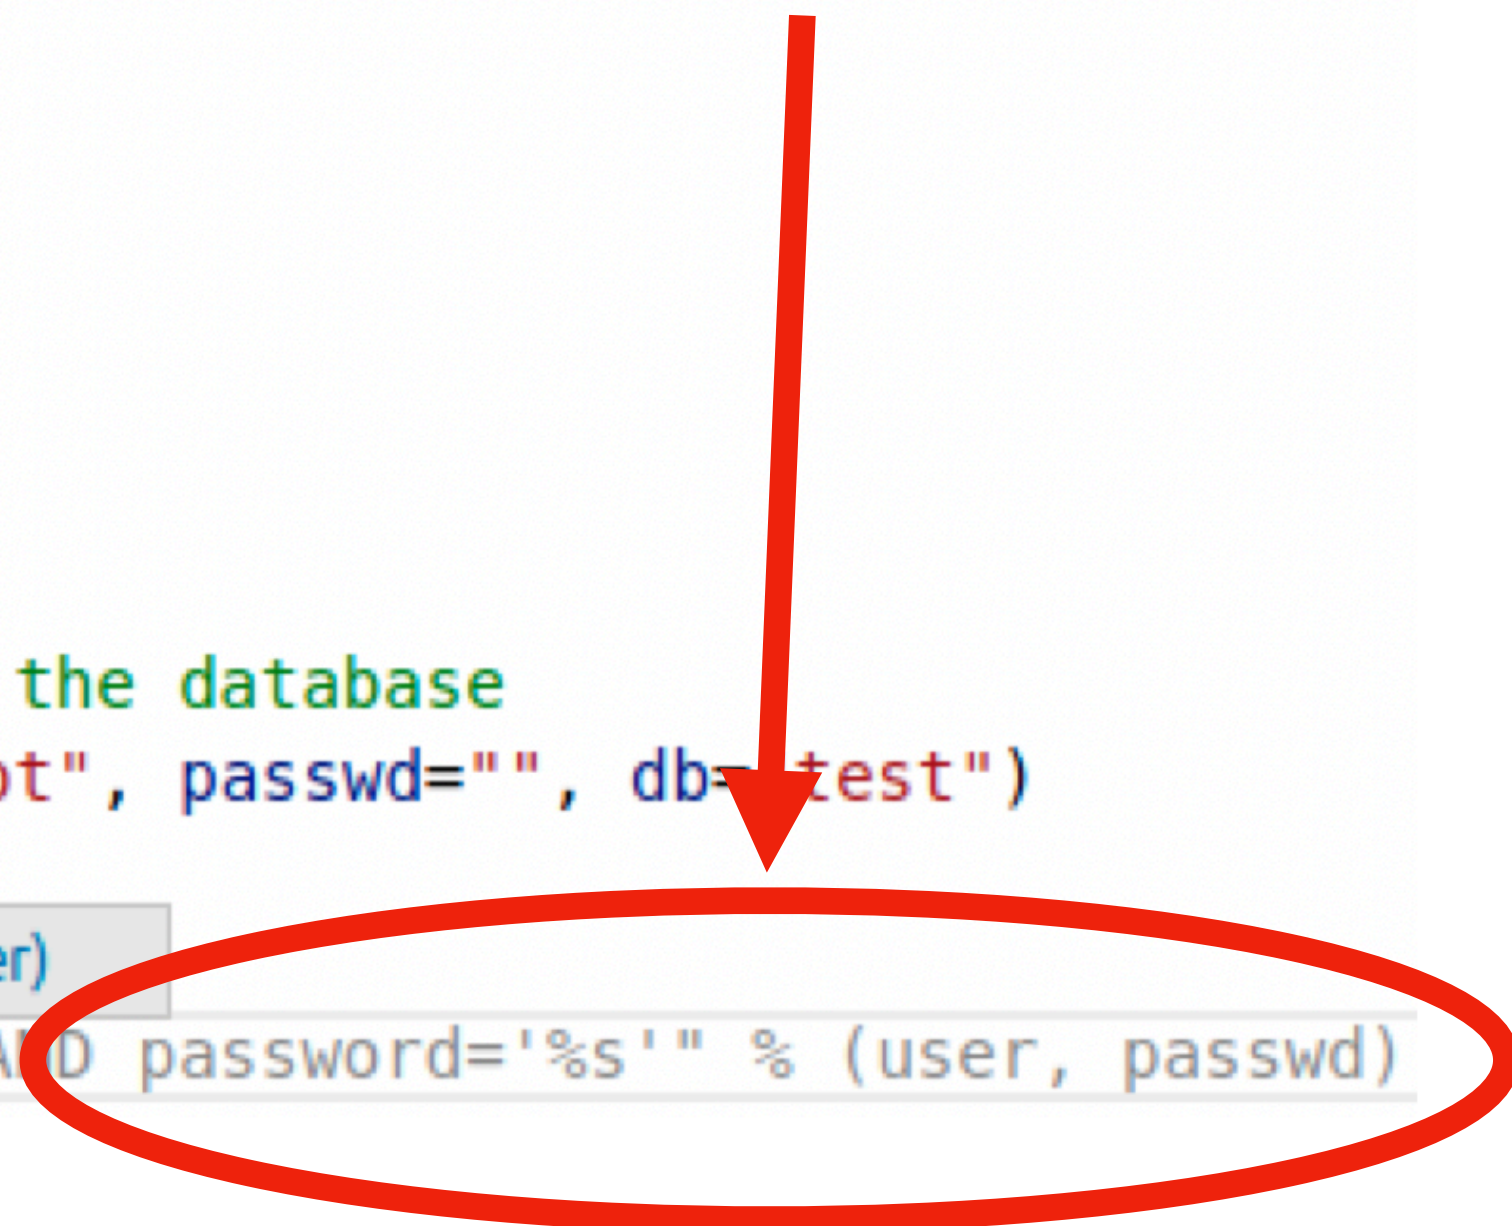 the database
", passwd="", db= test")
password='%s'" % (user, passwd)